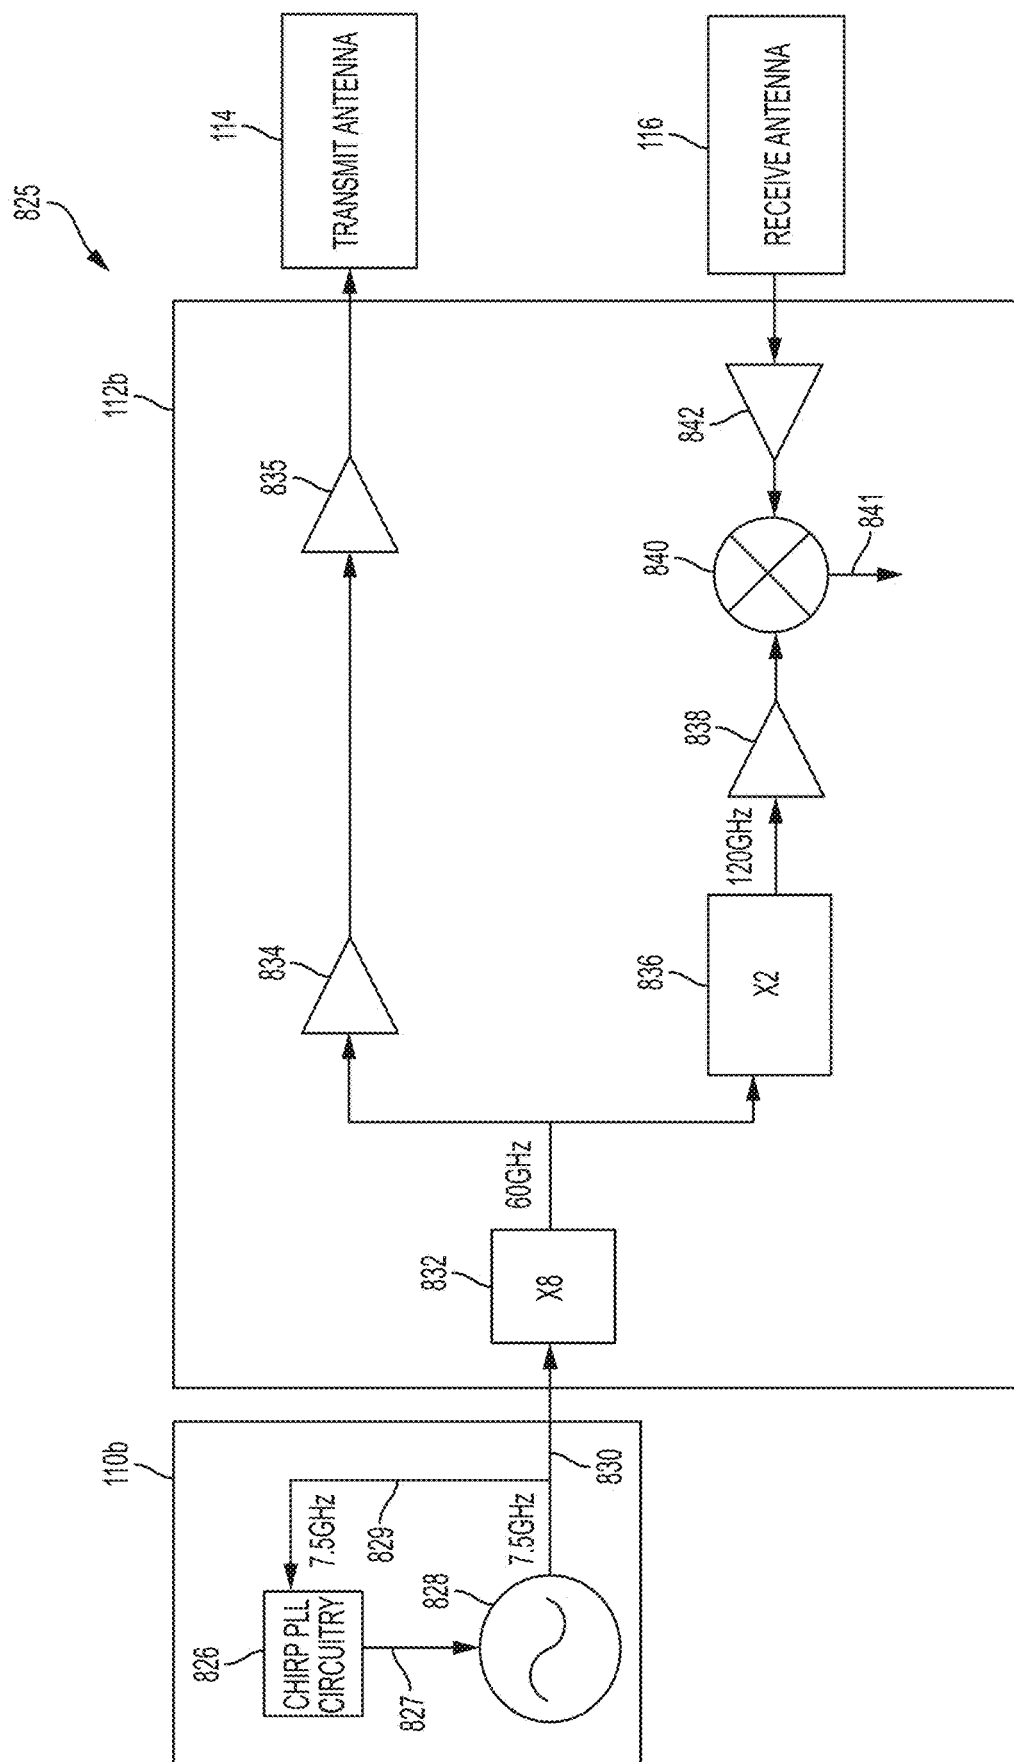 825
110b
826
CHIRP PLL
CIRCUITRY
7.5GHz
829
827
828
7.5GHz
830
112b
832
X8
60GHz
834
835
114
TRANSMIT ANTENNA
836
X2
120GHz
838
840
841
842
116
RECEIVE ANTENNA